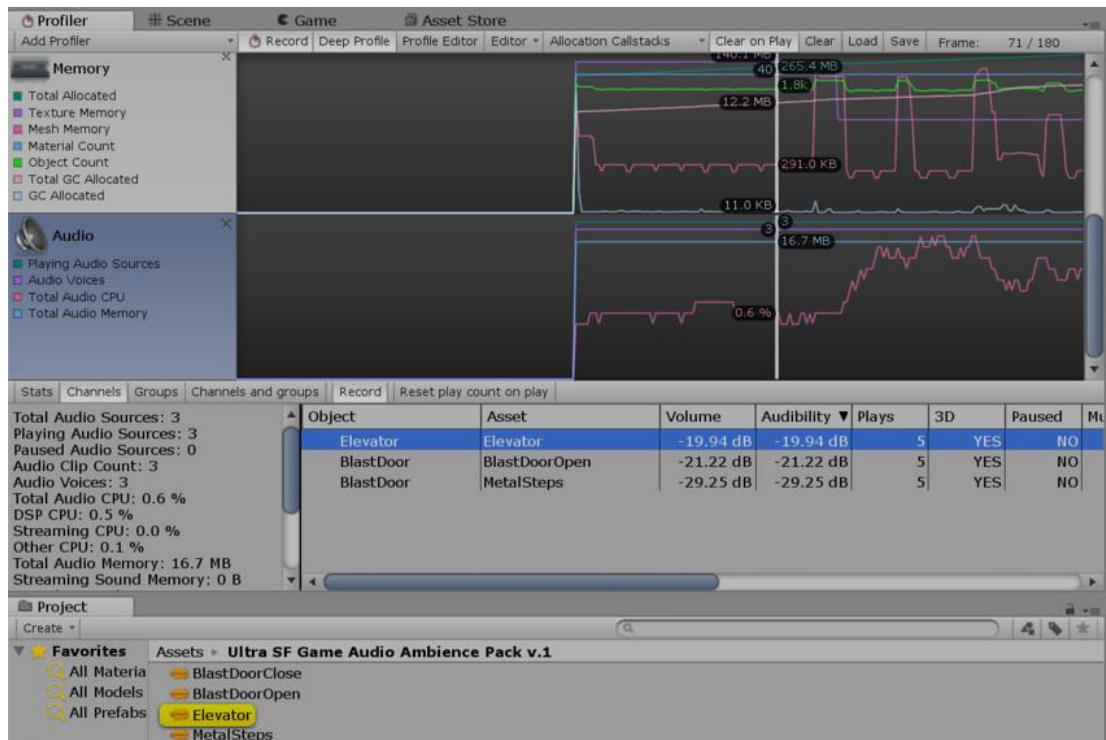 Profiler Scene Game Asset Store
Add Profiler Record Deep Profile Profile Editor Editor Allocation Callstacks Clear on Play Clear Load Save Frame: 71 / 180
Memory
Total Allocated
Texture Memory
Mesh Memory
Material Count
Object Count
Total GC Allocated
GC Allocated
140.1 MB
40 265.4 MB
1.8k
12.2 MB
291.0 KB
11.0 KB
Audio
Playing Audio Sources
Audio Voices
Total Audio CPU
Total Audio Memory
3
3
16.7 MB
0.6 %
Stats Channels Groups Channels and groups Record Reset play count on play
Total Audio Sources: 3
Playing Audio Sources: 3
Paused Audio Sources: 0
Audio Clip Count: 3
Audio Voices: 3
Total Audio CPU: 0.6 %
DSP CPU: 0.5 %
Streaming CPU: 0.0 %
Other CPU: 0.1 %
Total Audio Memory: 16.7 MB
Streaming Sound Memory: 0 B
Object Asset Volume Audibility ▼ Plays 3D Paused Mu
Elevator Elevator -19.94 dB -19.94 dB 5 YES NO
BlastDoor BlastDoorOpen -21.22 dB -21.22 dB 5 YES NO
BlastDoor MetalSteps -29.25 dB -29.25 dB 5 YES NO
Project
Create
Favorites
All Materia
All Models
All Prefabs
Assets ▸ Ultra SF Game Audio Ambience Pack v.1
BlastDoorClose
BlastDoorOpen
Elevator
MetalSteps